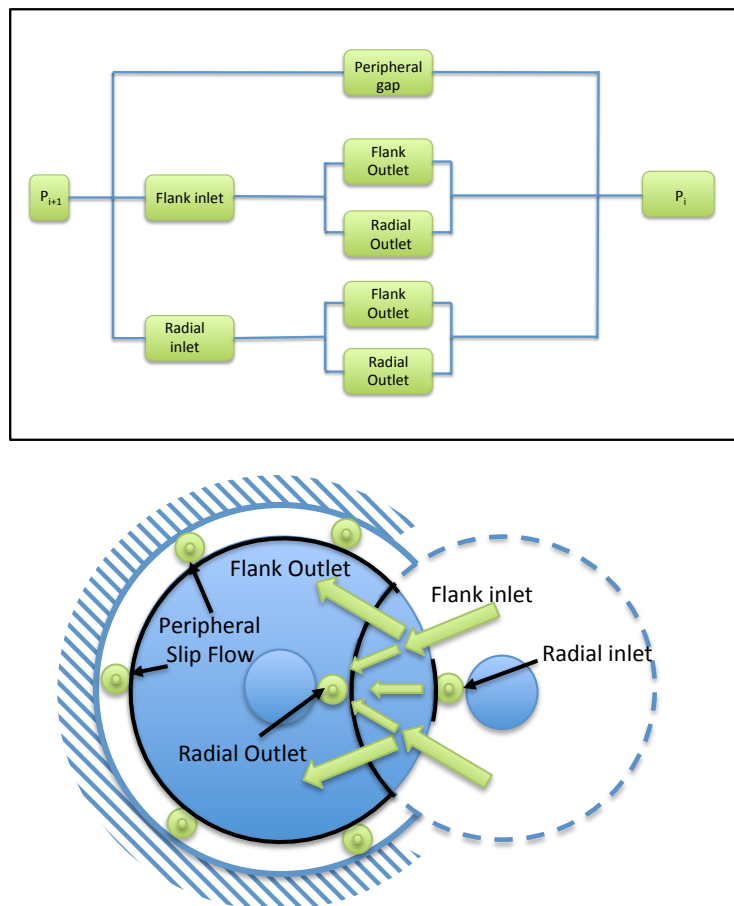 Peripheral
gap
Flank
Outlet
P i+1
Flank inlet
P i
Radial
Outlet
Flank
Outlet
Radial
inlet
Radial
Outlet
Flank Outlet
Flank inlet
Peripheral
Slip Flow
Radial inlet
Radial Outlet